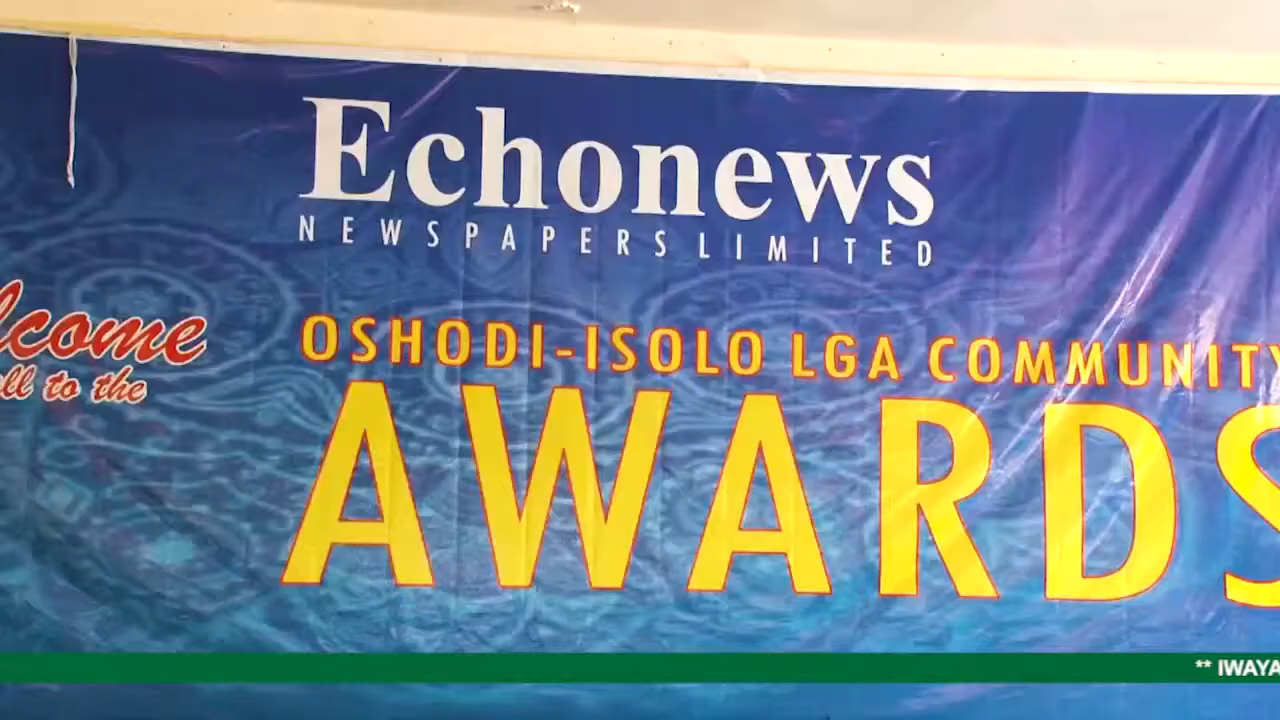 Echonews
NEWSPAPERS LIMITED
lcome
ll to the
OSHODI-ISOLO LGA COMMUNITY
AWARDS
** IWAYA